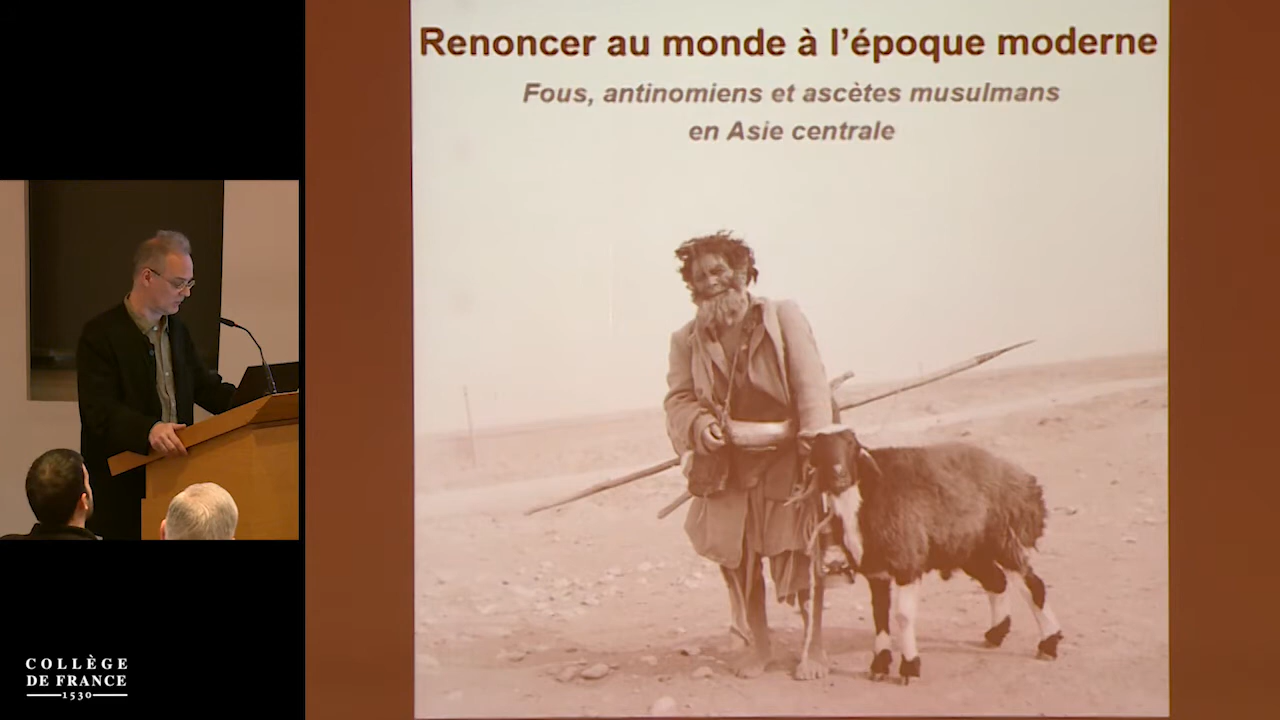 Renoncer au monde à l'époque moderne
Fous, antinomiens et ascètes musulmans
en Asie centrale
COLLÈGE
DE FRANCE
1530